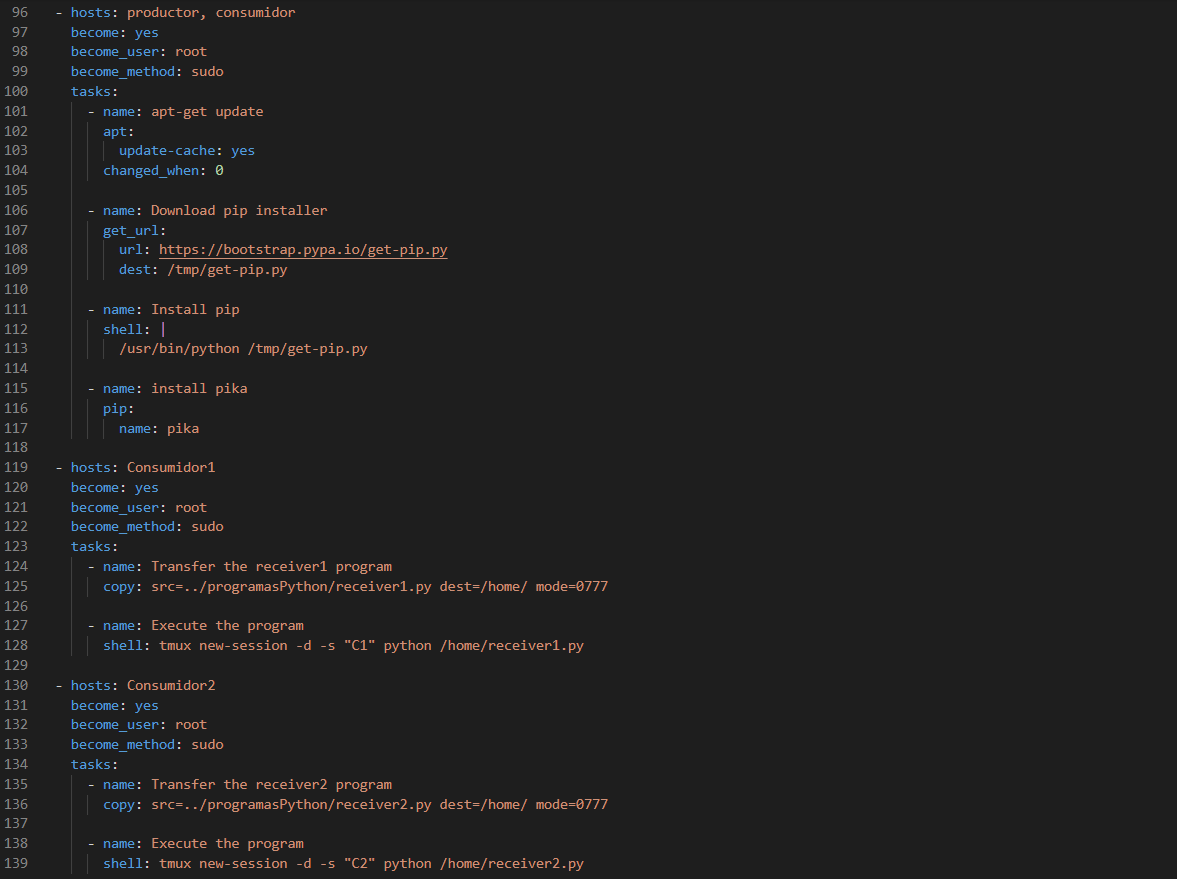 96 - hosts: productor, consumidor
97 become: yes
98 become_user: root
99 become_method: sudo
100 tasks:
101 - name: apt-get update
102 apt:
103 update-cache: yes
104 changed_when: 0
105
106 - name: Download pip installer
107 get_url:
108 url: https://bootstrap.pypa.io/get-pip.py
109 dest: /tmp/get-pip.py
110
111 - name: Install pip
112 shell: |
113 /usr/bin/python /tmp/get-pip.py
114
115 - name: install pika
116 pip:
117 name: pika
118
119 - hosts: Consumidor1
120 become: yes
121 become_user: root
122 become_method: sudo
123 tasks:
124 - name: Transfer the receiver1 program
125 copy: src=../programasPython/receiver1.py dest=/home/ mode=0777
126
127 - name: Execute the program
128 shell: tmux new-session -d -s "C1" python /home/receiver1.py
129
130 - hosts: Consumidor2
131 become: yes
132 become_user: root
133 become_method: sudo
134 tasks:
135 - name: Transfer the receiver2 program
136 copy: src=../programasPython/receiver2.py dest=/home/ mode=0777
137
138 - name: Execute the program
139 shell: tmux new-session -d -s "C2" python /home/receiver2.py